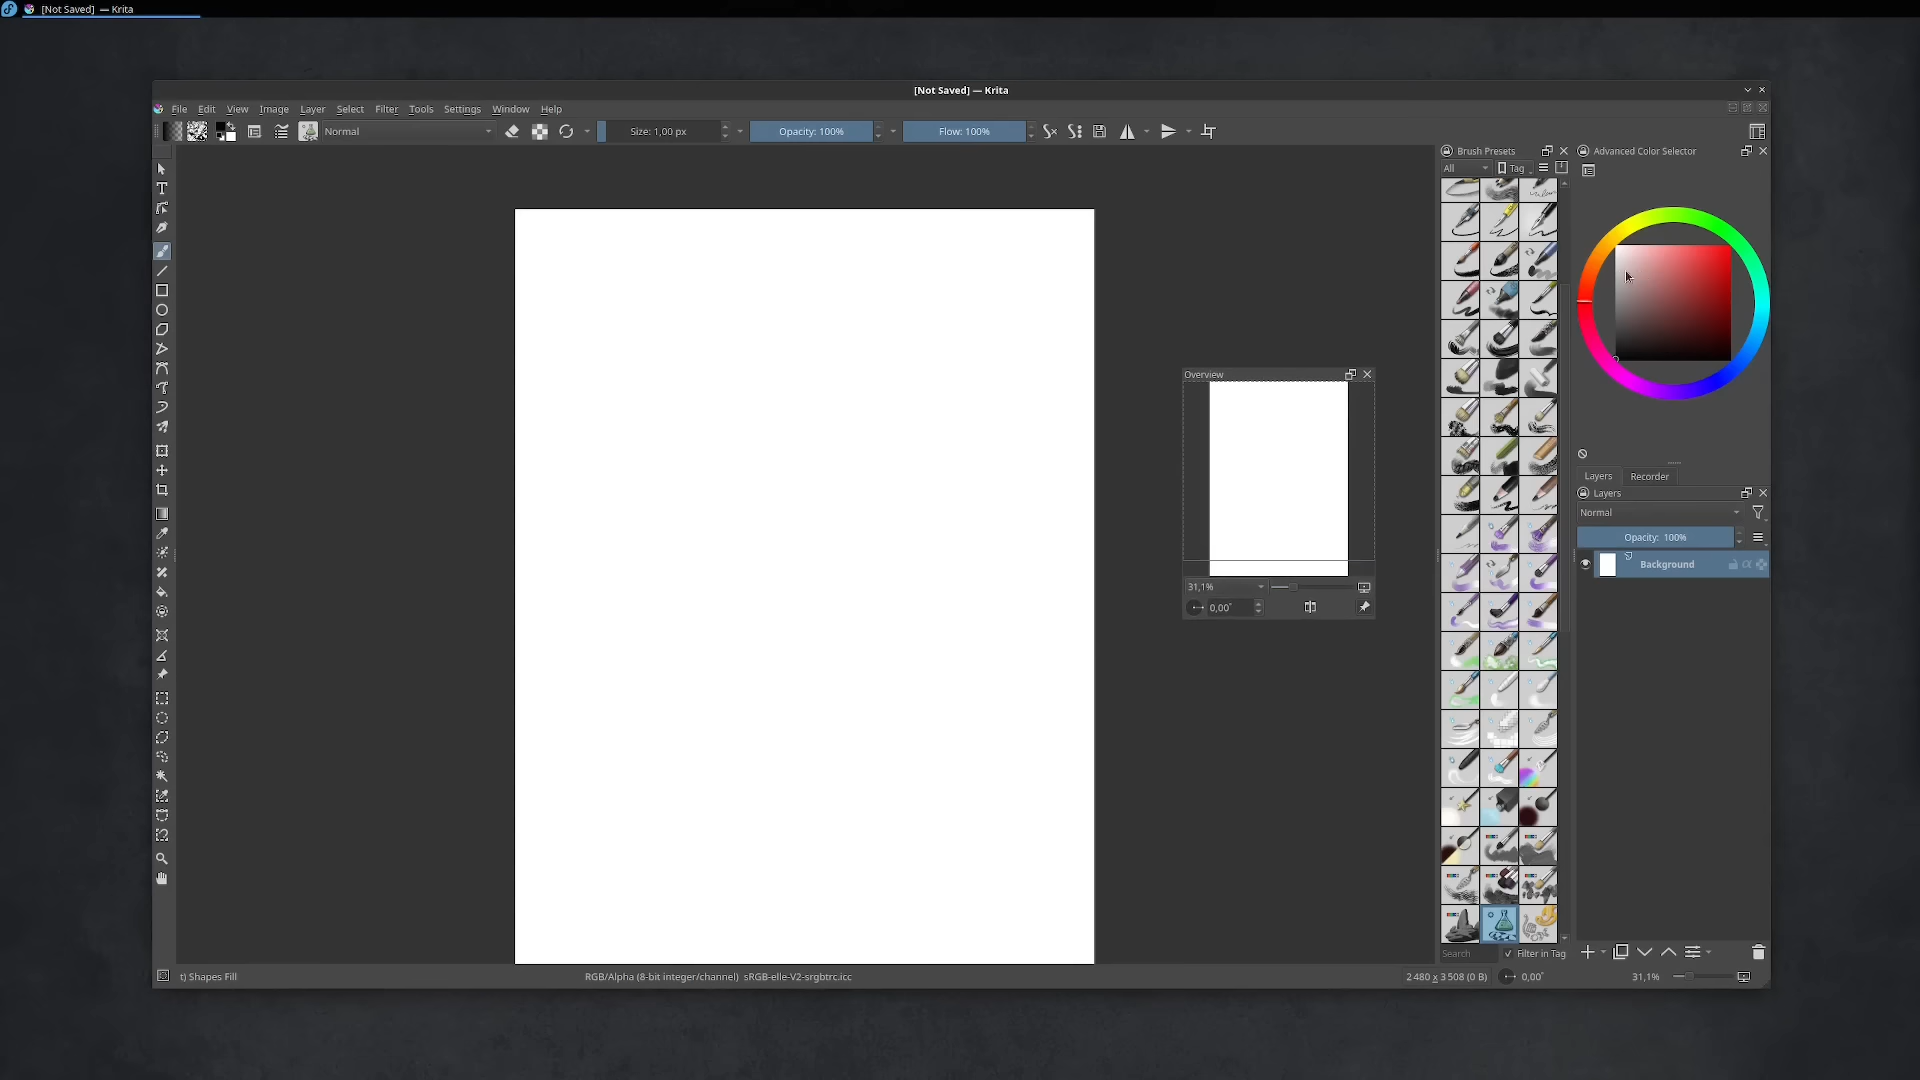 [Not Saved] — Krita
[Not Saved] — Krita
File Edit View Image Layer Select Filter Tools Settings Window Help
Normal
Size: 1,00 px
Opacity: 100%
Flow: 100%
Brush Presets
All
Tag
Advanced Color Selector
Overview
31,1%
0,00°
Layers
Recorder
Layers
Normal
Opacity: 100%
Background
Search
Filter in Tag
t) Shapes Fill
RGB/Alpha (8-bit integer/channel) sRGB-elle-V2-srgbtrc.icc
2 480 x 3 508 (0 B)
0,00°
31,1%